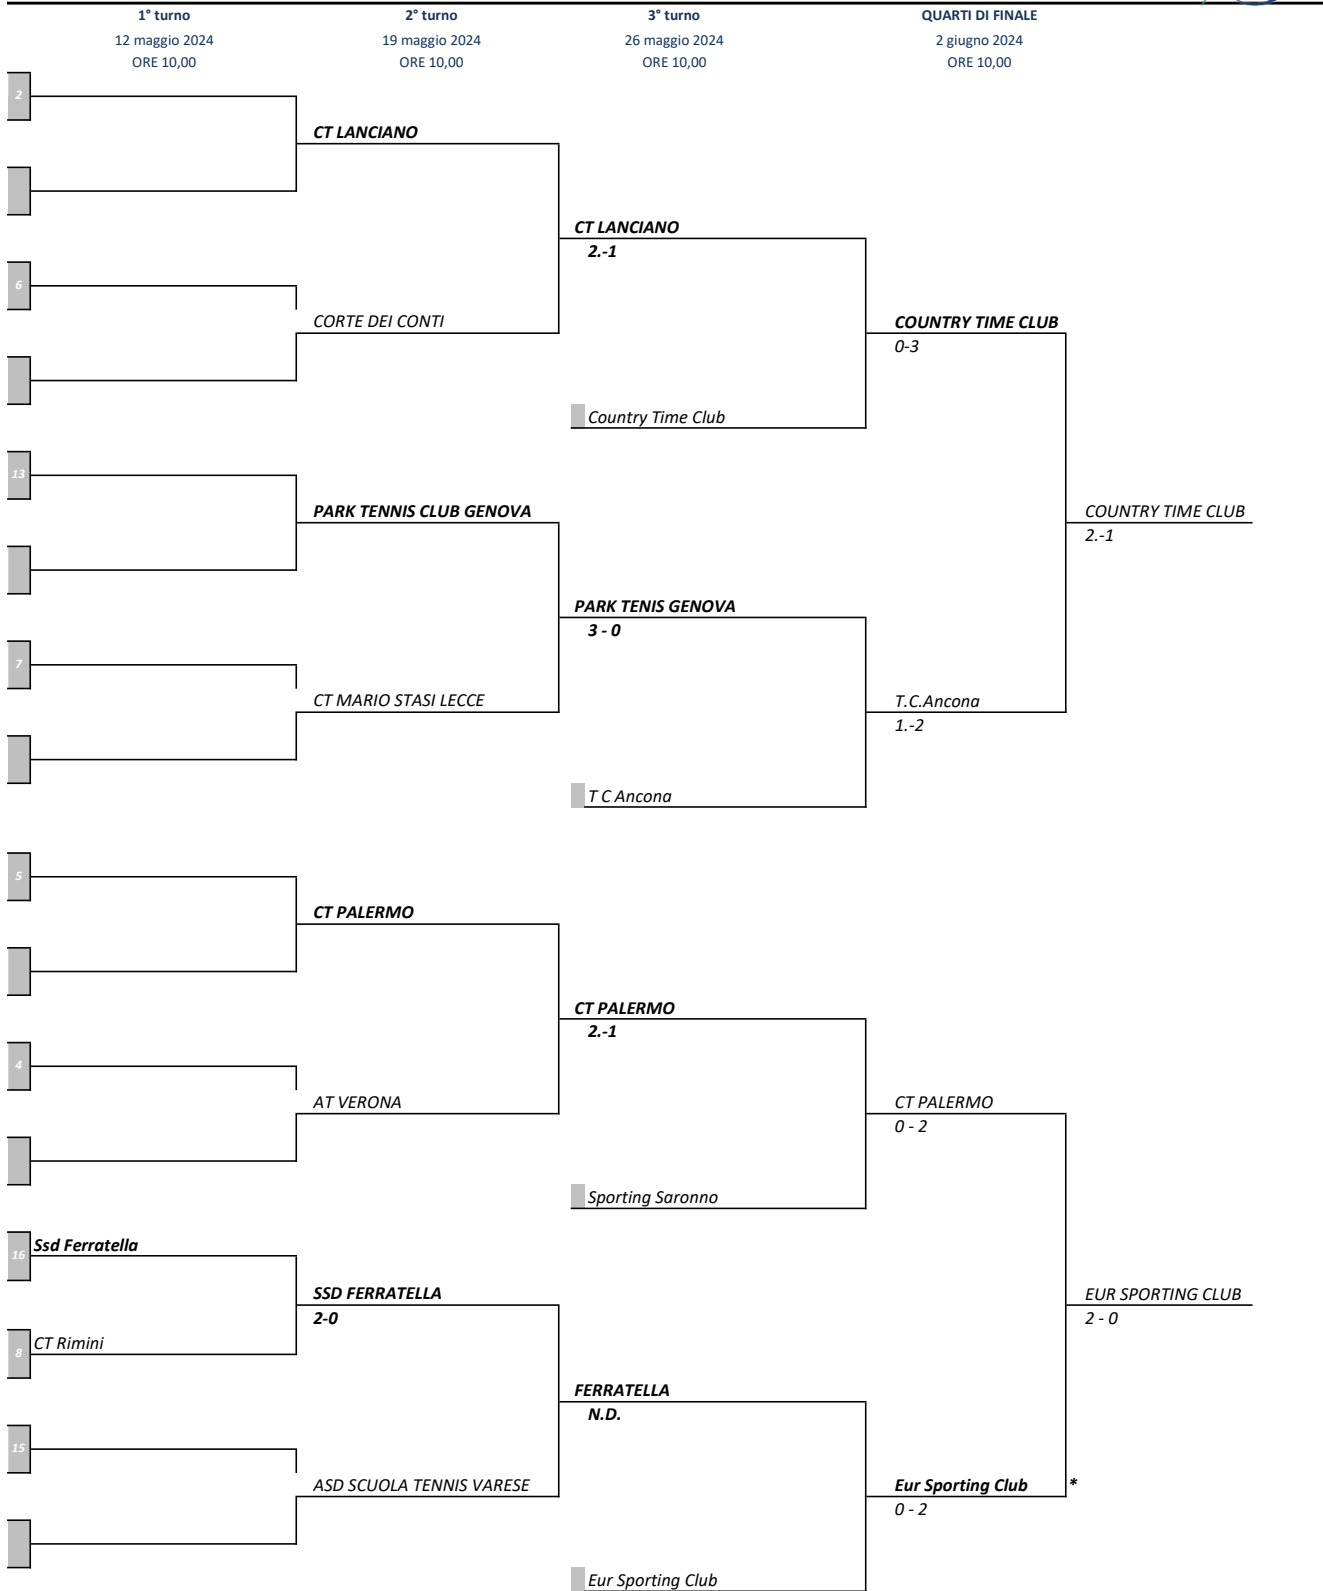 1° turno 2° turno 3° turno QUARTI DI FINALE
12 maggio 2024 19 maggio 2024 26 maggio 2024 2 giugno 2024
ORE 10,00 ORE 10,00 ORE 10,00 ORE 10,00
2
CT LANCIANO
CT LANCIANO
2.-1
6
CORTE DEI CONTI
COUNTRY TIME CLUB
0-3
Country Time Club
13
PARK TENNIS CLUB GENOVA
COUNTRY TIME CLUB
2.-1
PARK TENIS GENOVA
3 - 0
7
CT MARIO STASI LECCE
T.C.Ancona
1.-2
T C Ancona
5
CT PALERMO
CT PALERMO
2.-1
4
AT VERONA
CT PALERMO
0 - 2
Sporting Saronno
16 Ssd Ferratella
SSD FERRATELLA
2-0
EUR SPORTING CLUB
2 - 0
8 CT Rimini
FERRATELLA
N.D.
15
ASD SCUOLA TENNIS VARESE
Eur Sporting Club *
0 - 2
Eur Sporting Club